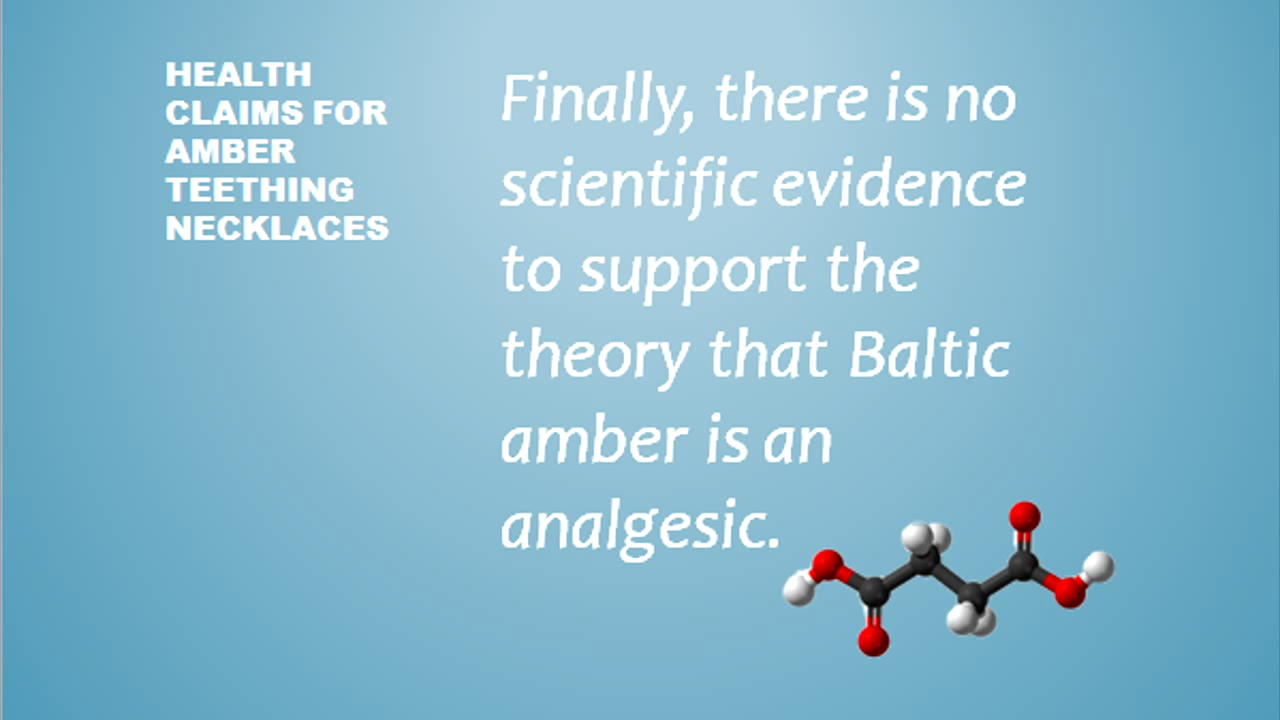 HEALTH
CLAIMS FOR
AMBER
TEETHING
NECKLACES
Finally, there is no
scientific evidence
to support the
theory that Baltic
amber is an
analgesic.